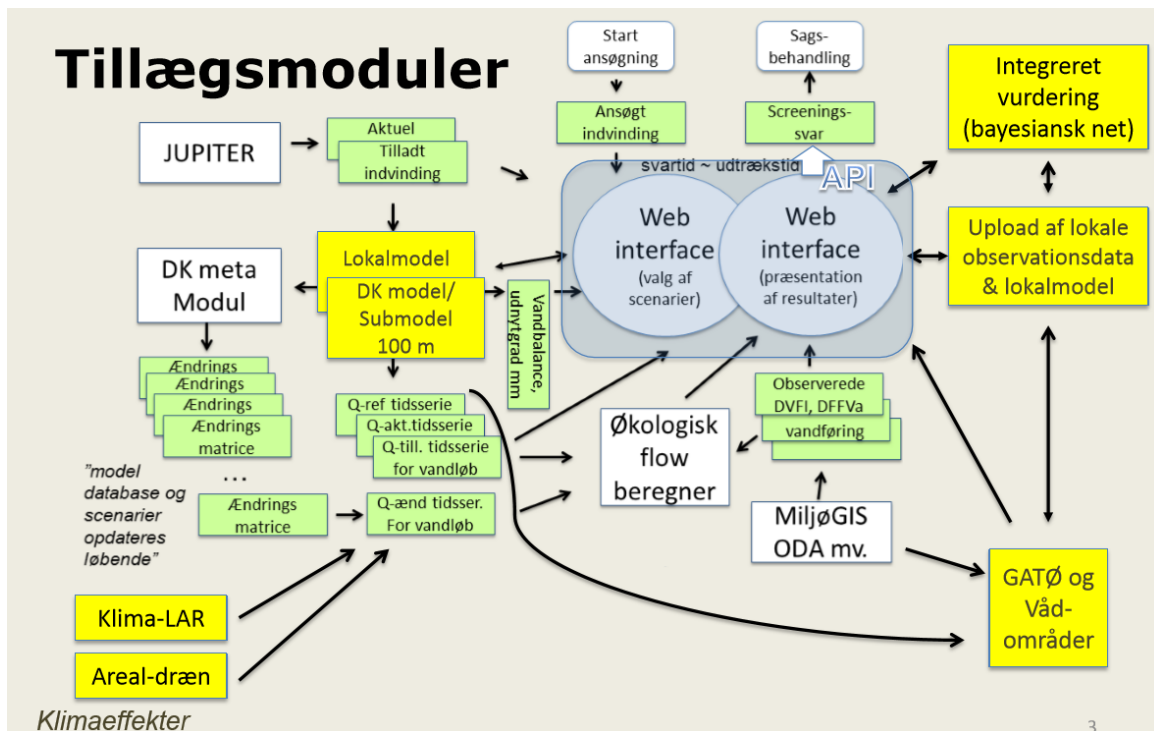 Tillægsmoduler
Start
ansøgning
Sags-
behandling
Integreret
vurdering
(bayesiansk net)
JUPITER
Aktuel
Tilladt
indvinding
Ansøgt
indvinding
Screenings-
svar
svartid ~ udtrækstid
API
Web
interface
(valg af
scenarier)
Web
interface
(præsentation
af resultater)
Upload af lokale
observationsdata
& lokalmodel
DK meta
Modul
Lokalmodel
DK model/
Submodel
100 m
Vandbalance,
udnytgrad mm
Ændrings
Ændrings
Ændrings
Ændrings
matrice
...
Ændrings
matrice
Q-ref tidsserie
Q-akt.tidsserie
Q-till. tidsserie
for vandløb
Q-ænd tidsser.
For vandløb
Økologisk
flow
beregner
Observerede
DVFI, DFFVa
vandføring
MiljøGIS
ODA mv.
GATØ og
Våd-
områder
"model
database og
scenarier
opdateres
løbende"
Klima-LAR
Areal-dræn
Klimaeffekter
3